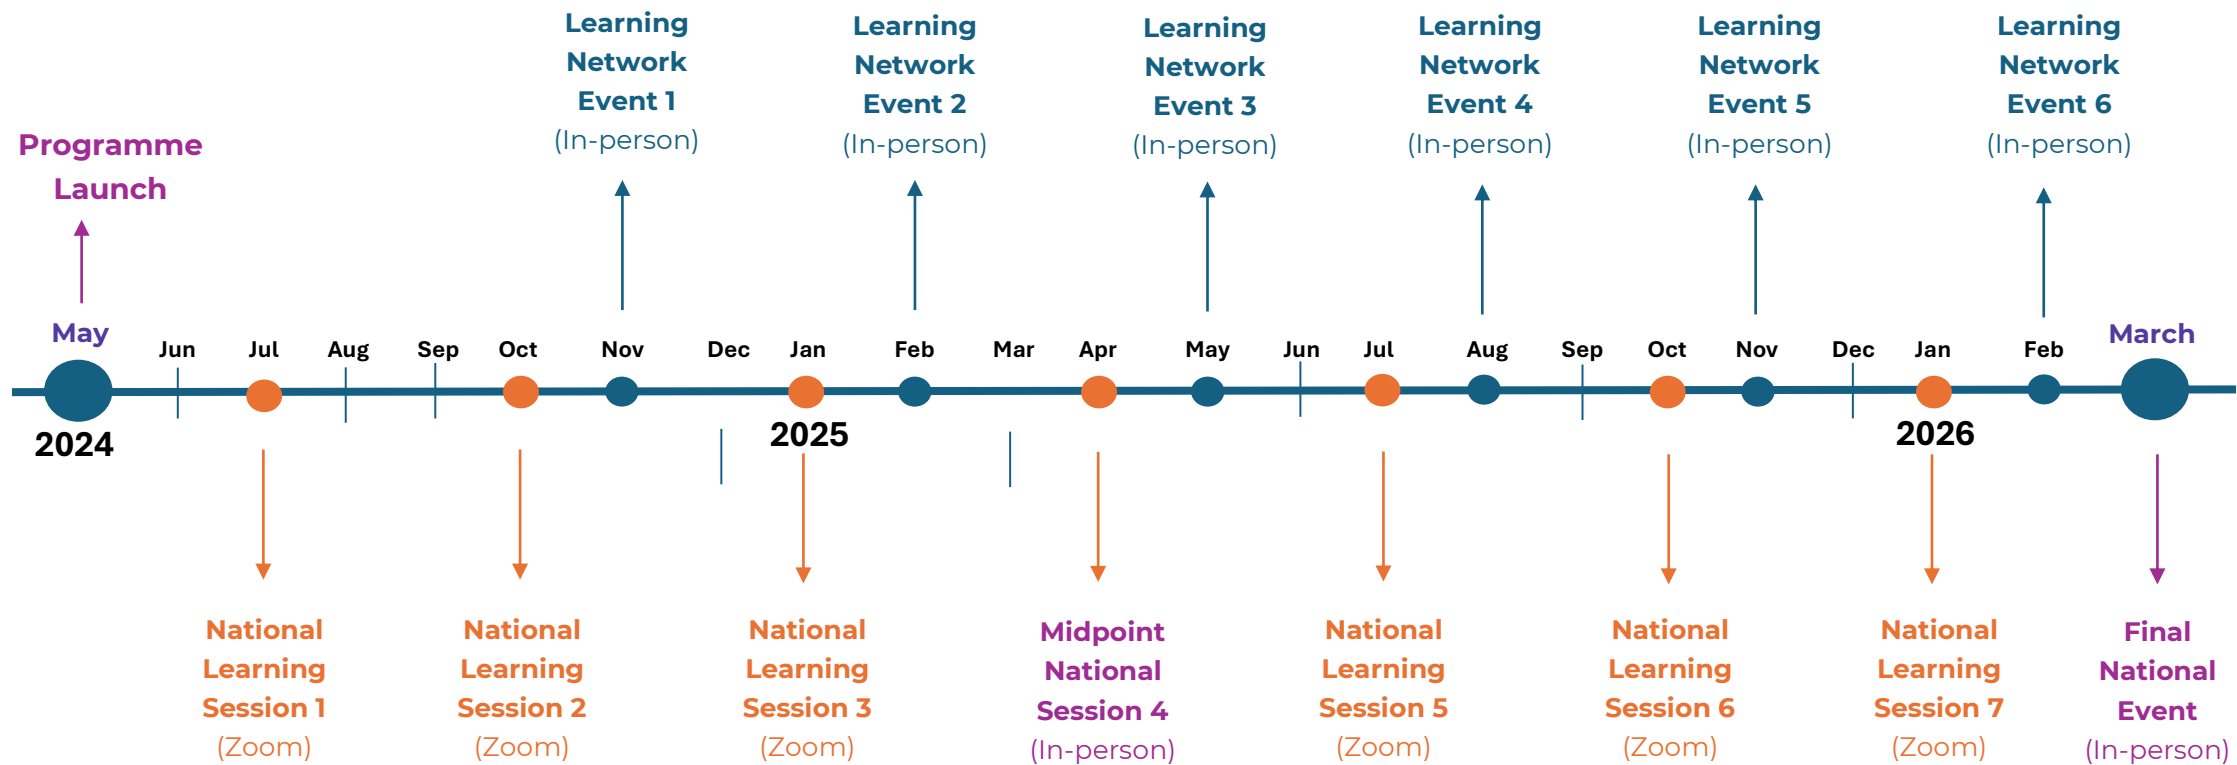 Learning
Network
Event 1
(In-person)
Learning
Network
Event 2
(In-person)
Learning
Network
Event 3
(In-person)
Learning
Network
Event 4
(In-person)
Learning
Network
Event 5
(In-person)
Learning
Network
Event 6
(In-person)
Programme
Launch
May
Jun
Jul
Aug
Sep
Oct
Nov
Dec
Jan
Feb
Mar
Apr
May
Jun
Jul
Aug
Sep
Oct
Nov
Dec
Jan
Feb
March
2024
2025
2026
National
Learning
Session 1
(Zoom)
National
Learning
Session 2
(Zoom)
National
Learning
Session 3
(Zoom)
Midpoint
National
Session 4
(In-person)
National
Learning
Session 5
(Zoom)
National
Learning
Session 6
(Zoom)
National
Learning
Session 7
(Zoom)
Final
National
Event
(In-person)